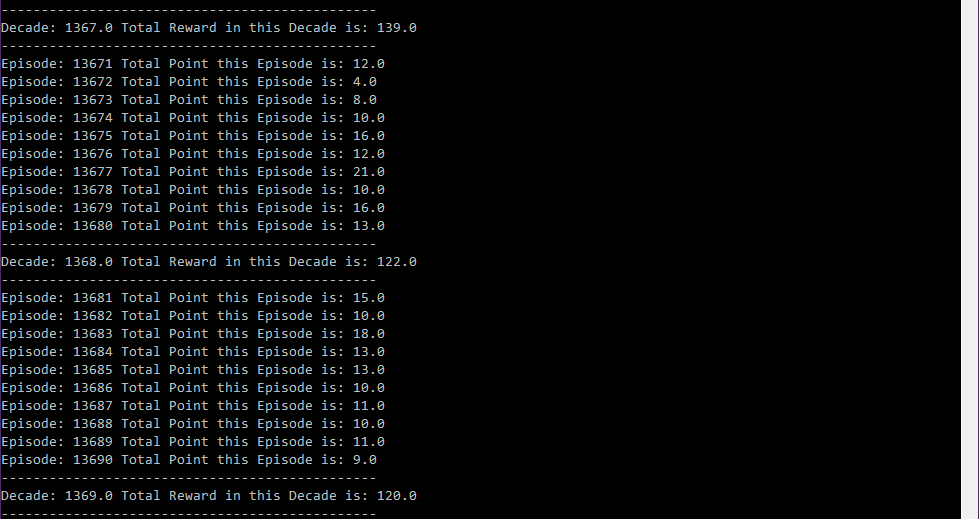 -----------------------------------------------
Decade: 1367.0 Total Reward in this Decade is: 139.0
-----------------------------------------------
Episode: 13671 Total Point this Episode is: 12.0
Episode: 13672 Total Point this Episode is: 4.0
Episode: 13673 Total Point this Episode is: 8.0
Episode: 13674 Total Point this Episode is: 10.0
Episode: 13675 Total Point this Episode is: 16.0
Episode: 13676 Total Point this Episode is: 12.0
Episode: 13677 Total Point this Episode is: 21.0
Episode: 13678 Total Point this Episode is: 10.0
Episode: 13679 Total Point this Episode is: 16.0
Episode: 13680 Total Point this Episode is: 13.0
-----------------------------------------------
Decade: 1368.0 Total Reward in this Decade is: 122.0
-----------------------------------------------
Episode: 13681 Total Point this Episode is: 15.0
Episode: 13682 Total Point this Episode is: 10.0
Episode: 13683 Total Point this Episode is: 18.0
Episode: 13684 Total Point this Episode is: 13.0
Episode: 13685 Total Point this Episode is: 13.0
Episode: 13686 Total Point this Episode is: 10.0
Episode: 13687 Total Point this Episode is: 11.0
Episode: 13688 Total Point this Episode is: 10.0
Episode: 13689 Total Point this Episode is: 11.0
Episode: 13690 Total Point this Episode is: 9.0
-----------------------------------------------
Decade: 1369.0 Total Reward in this Decade is: 120.0
-----------------------------------------------